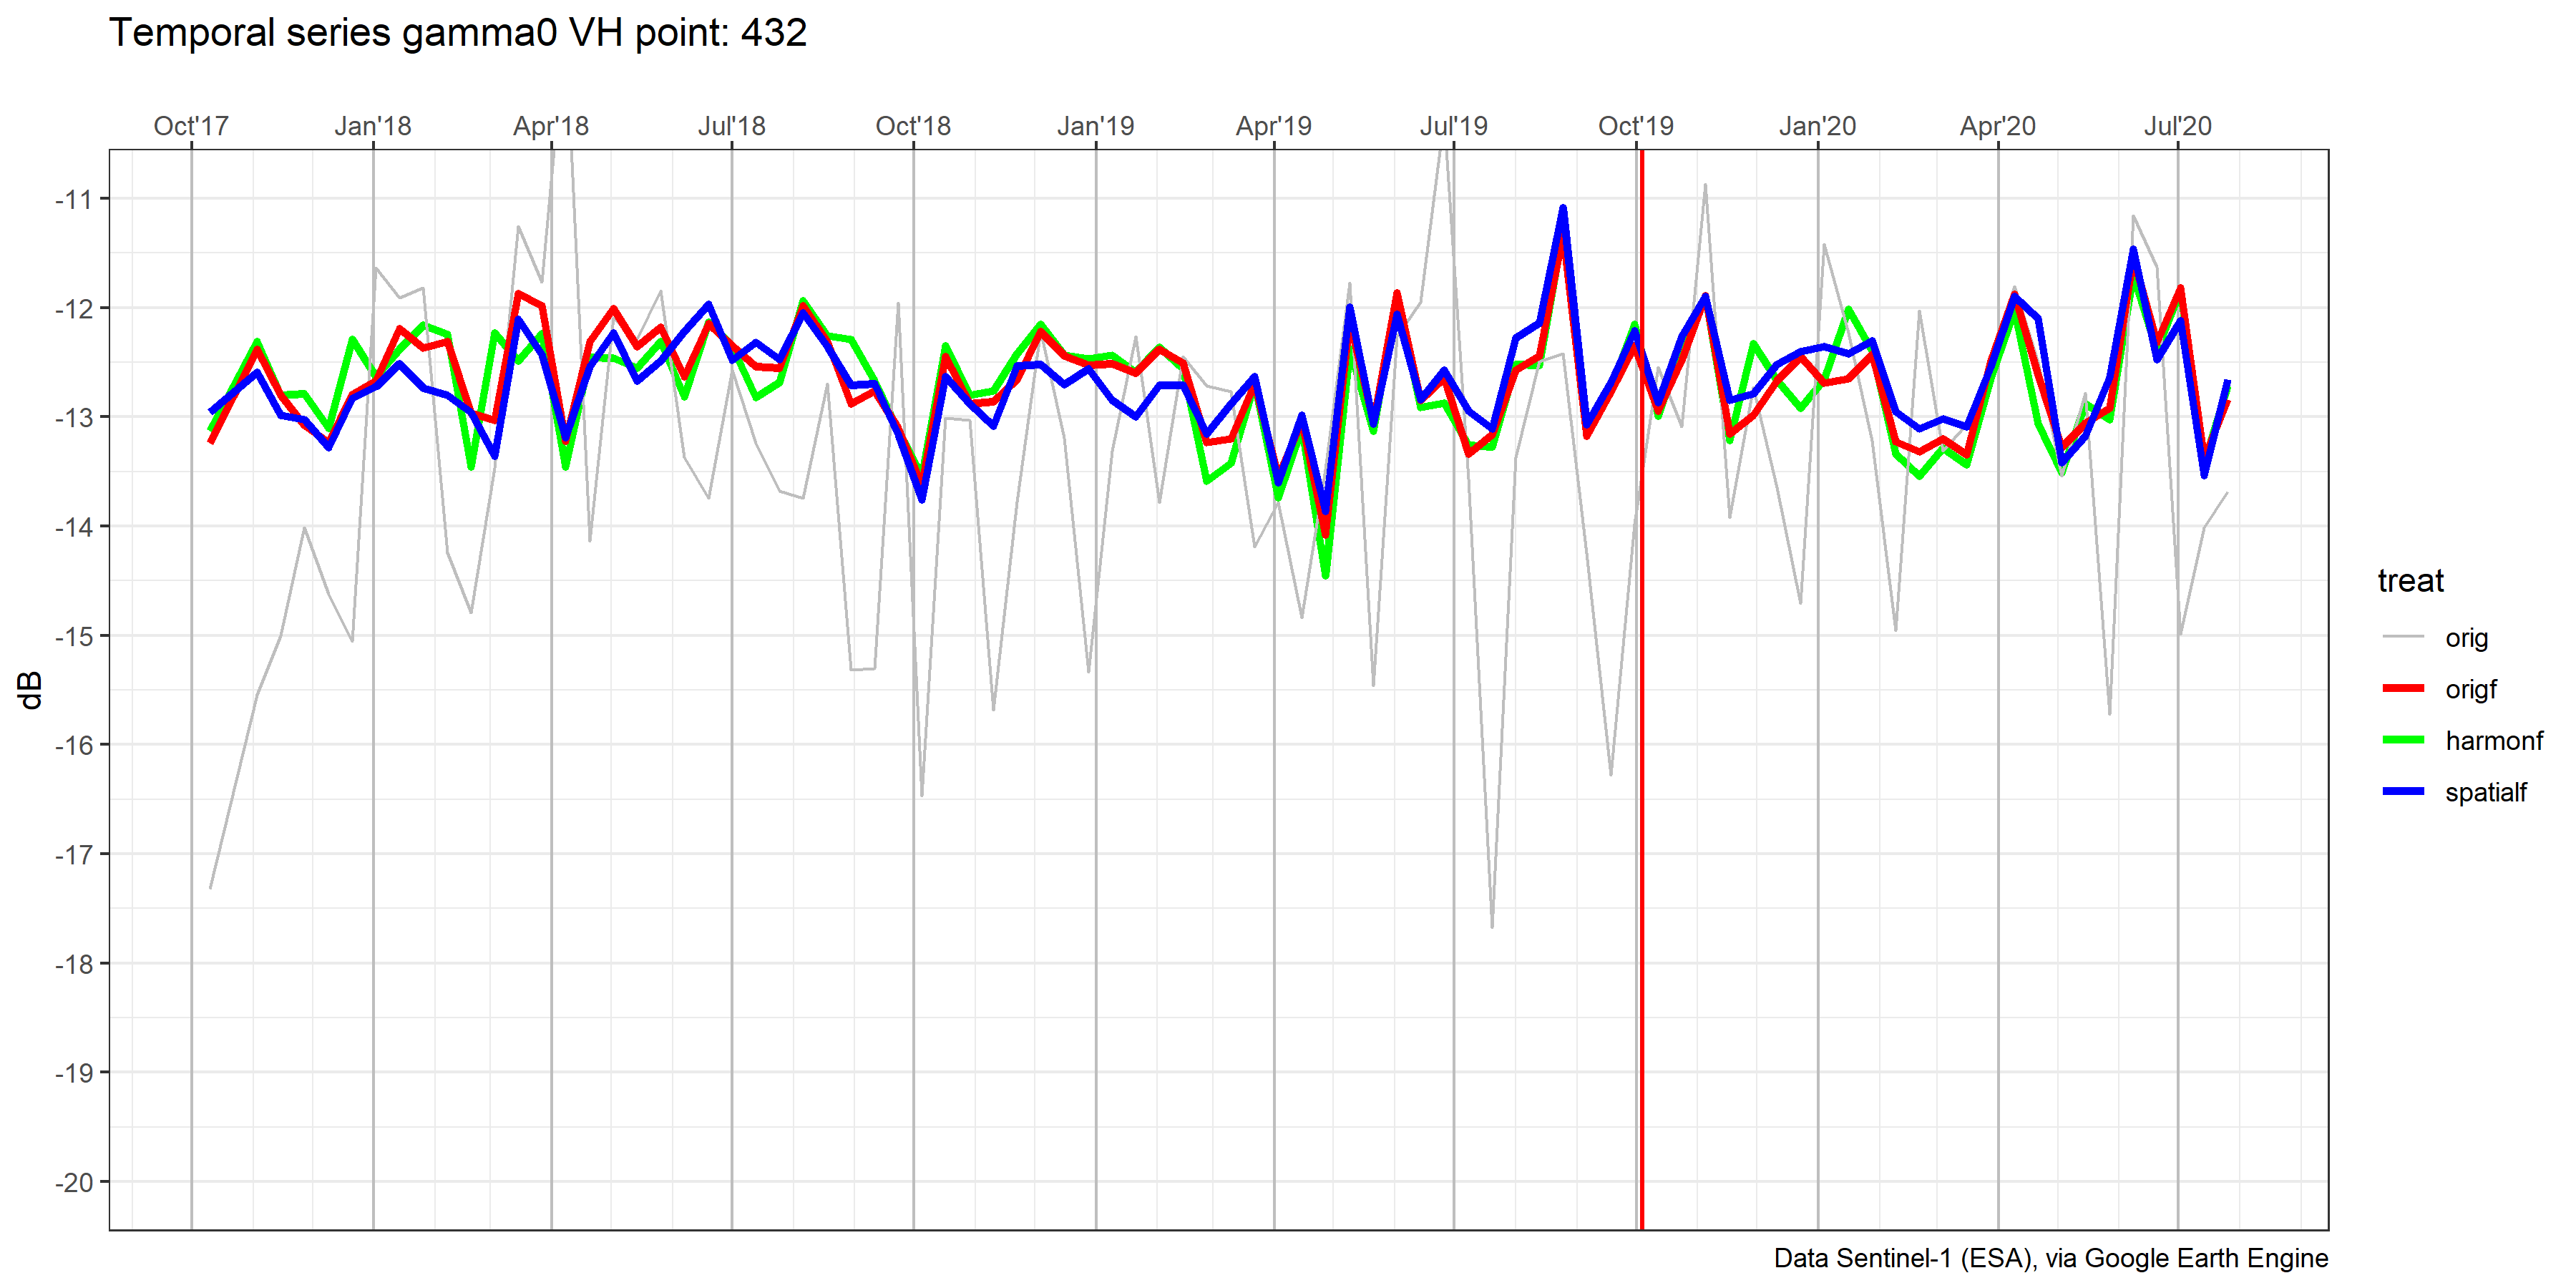 Temporal series gamma0 VH point: 432
Oct'17 Jan'18 Apr'18 Jul'18 Oct'18 Jan'19 Apr'19 Jul'19 Oct'19 Jan'20 Apr'20 Jul'20
-11
-12
-13
-14
-15
-16
-17
-18
-19
-20
dB
treat
orig
origf
harmonf
spatialf
Data Sentinel-1 (ESA), via Google Earth Engine